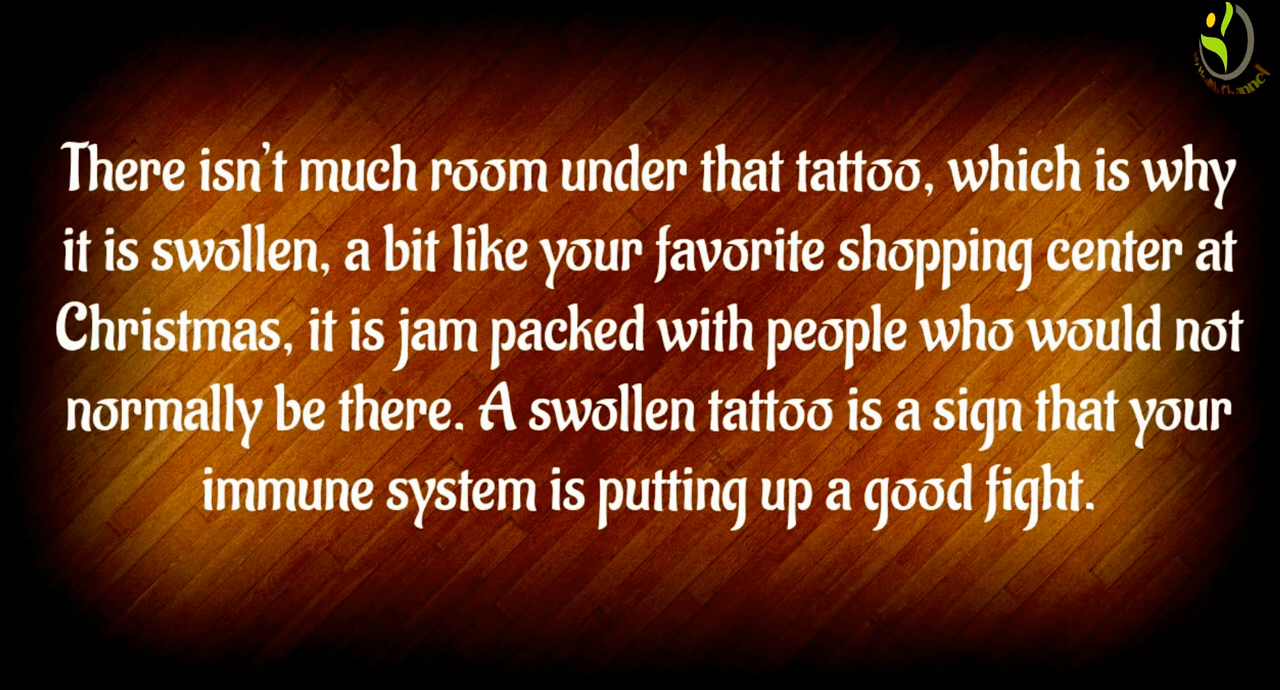 There isn't much room under that tattoo, which is why
it is swollen, a bit like your favorite shopping center at
Christmas, it is jam packed with people who would not
normally be there. A swollen tattoo is a sign that your
immune system is putting up a good fight.
Health Channel